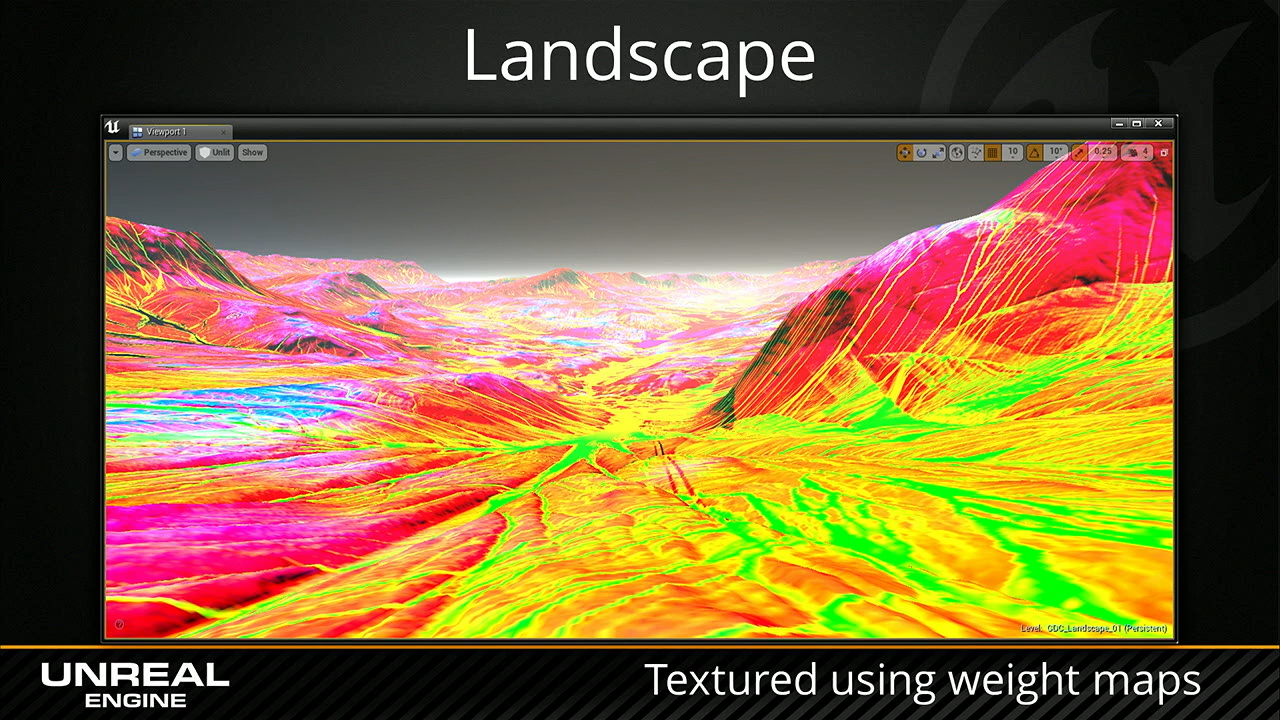 Landscape
Viewport 1
Perspective
Unlit
Show
10
10°
0.25
4
Level: GDC_Landscape_01 (Persistent)
UNREAL
ENGINE
Textured using weight maps